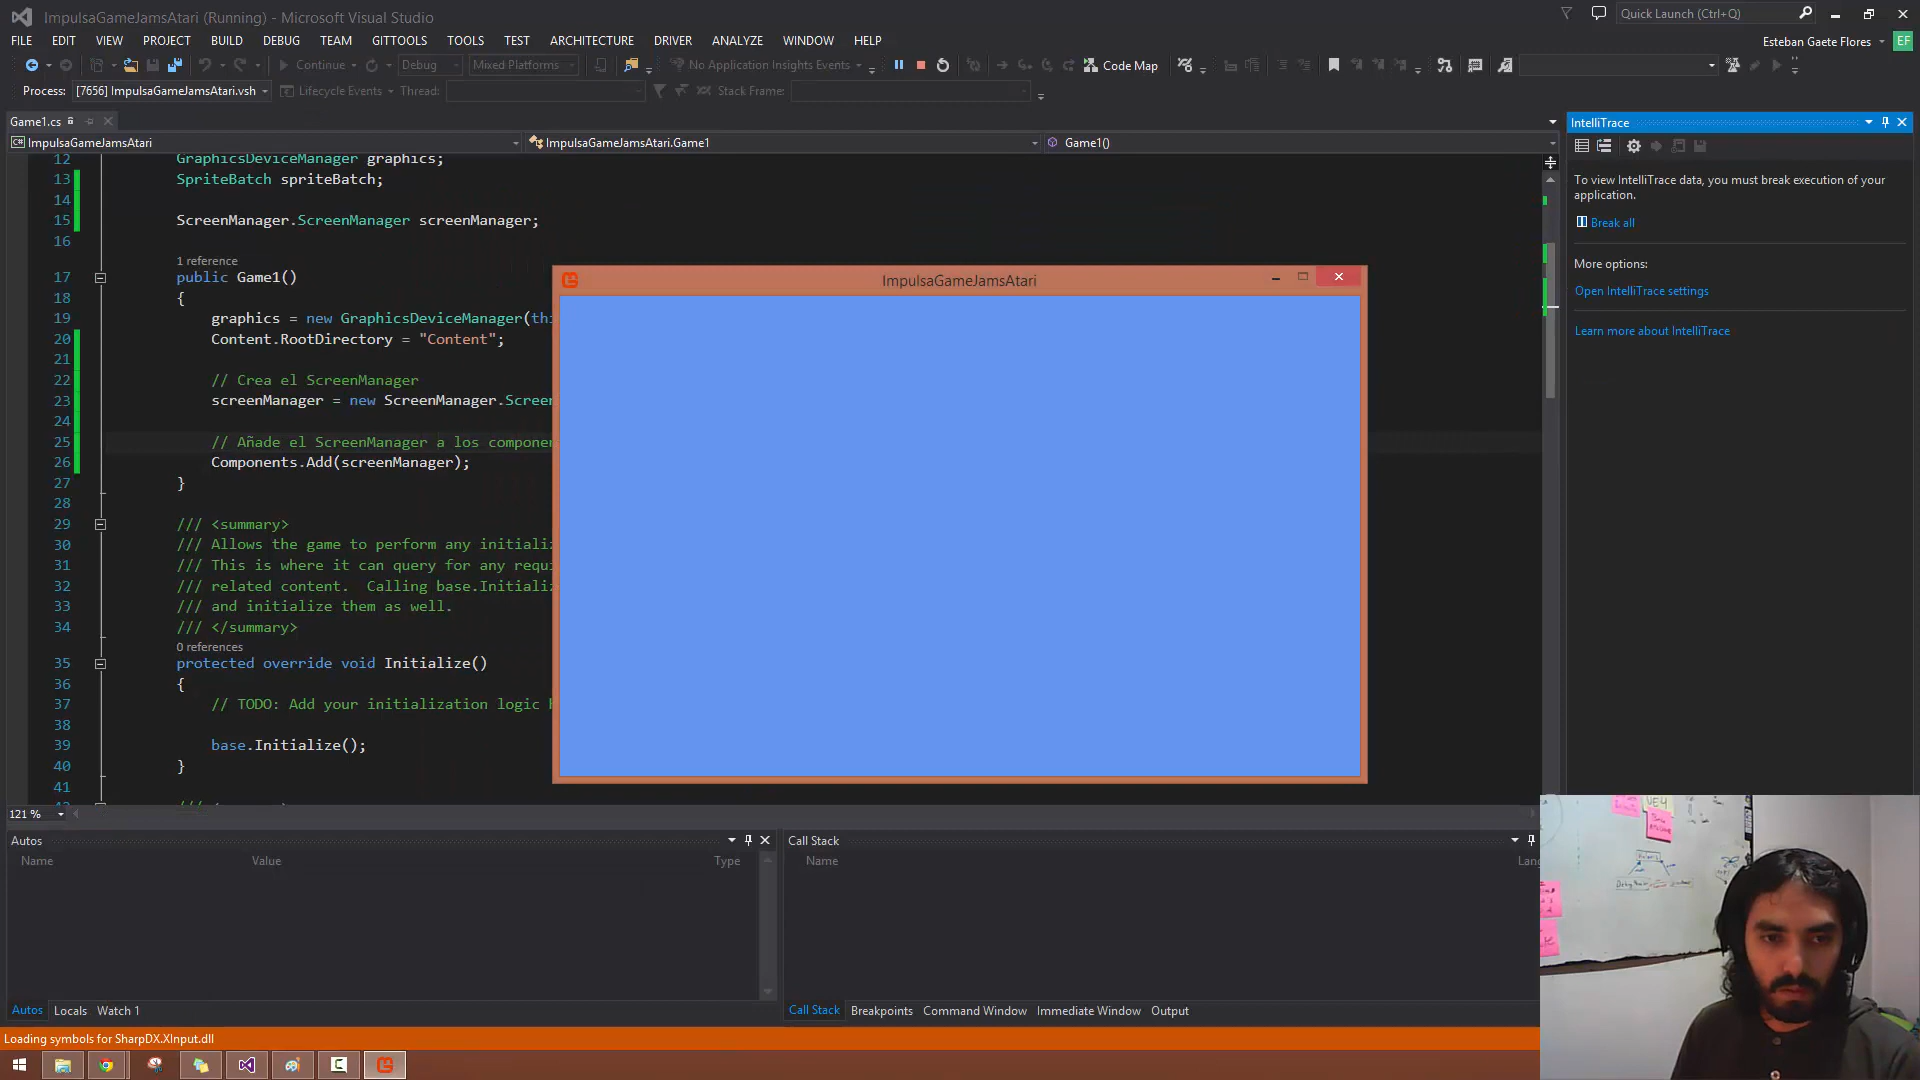 ImpulsaGameJamsAtari (Running) - Microsoft Visual Studio
Quick Launch (Ctrl+Q)
FILE EDIT VIEW PROJECT BUILD DEBUG TEAM GITTOOLS TOOLS TEST ARCHITECTURE DRIVER ANALYZE WINDOW HELP
Esteban Gaete Flores EF
Continue Debug Mixed Platforms No Application Insights Events Code Map
Process: [7656] ImpulsaGameJamsAtari.vsh Lifecycle Events Thread: Stack Frame:
Game1.cs
ImpulsaGameJamsAtari ImpulsaGameJamsAtari.Game1 Game1()
12 GraphicsDeviceManager graphics;
13 SpriteBatch spriteBatch;
14
15 ScreenManager.ScreenManager screenManager;
16
1 reference
17 public Game1()
18 {
19 graphics = new GraphicsDeviceManager(thi
20 Content.RootDirectory = "Content";
21
22 // Crea el ScreenManager
23 screenManager = new ScreenManager.Screen
24
25 // Añade el ScreenManager a los componen
26 Components.Add(screenManager);
27 }
28
29 /// <summary>
30 /// Allows the game to perform any initializ
31 /// This is where it can query for any requi
32 /// related content.  Calling base.Initializ
33 /// and initialize them as well.
34 /// </summary>
0 references
35 protected override void Initialize()
36 {
37 // TODO: Add your initialization logic h
38
39 base.Initialize();
40 }
41
ImpulsaGameJamsAtari
IntelliTrace
To view IntelliTrace data, you must break execution of your
application.
Break all
More options:
Open IntelliTrace settings
Learn more about IntelliTrace
121 %
Autos
Name Value Type
Call Stack
Name Lan
Autos Locals Watch 1
Call Stack Breakpoints Command Window Immediate Window Output
Loading symbols for SharpDX.XInput.dll